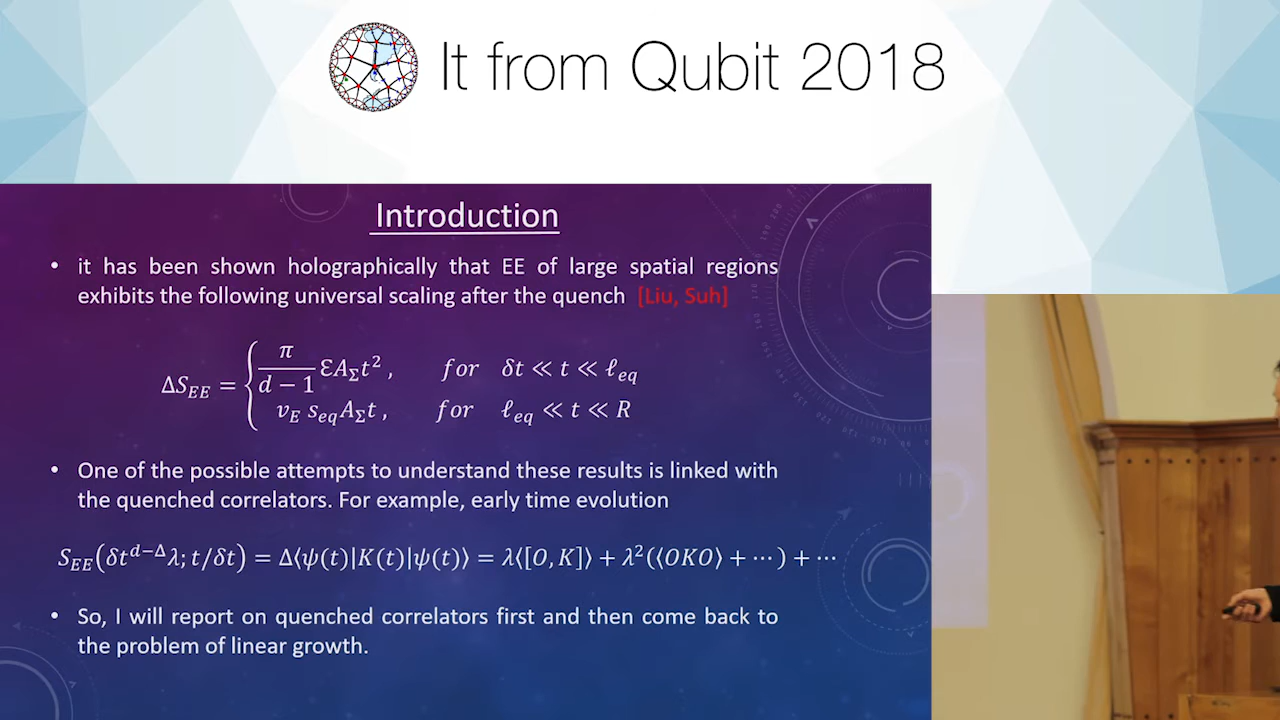 It from Qubit 2018
Introduction
• it has been shown holographically that EE of large spatial regions
exhibits the following universal scaling after the quench [Liu, Suh]
ΔS_EE = { π/(d − 1) ℰA_Σt², for δt ≪ t ≪ ℓ_eq
v_E s_eq A_Σt, for ℓ_eq ≪ t ≪ R
• One of the possible attempts to understand these results is linked with
the quenched correlators. For example, early time evolution
S_EE(δt^{d−Δ}λ; t/δt) = Δ⟨ψ(t)|K(t)|ψ(t)⟩ = λ⟨[O, K]⟩ + λ²(⟨OKO⟩ + ⋯ ) + ⋯
• So, I will report on quenched correlators first and then come back to
the problem of linear growth.